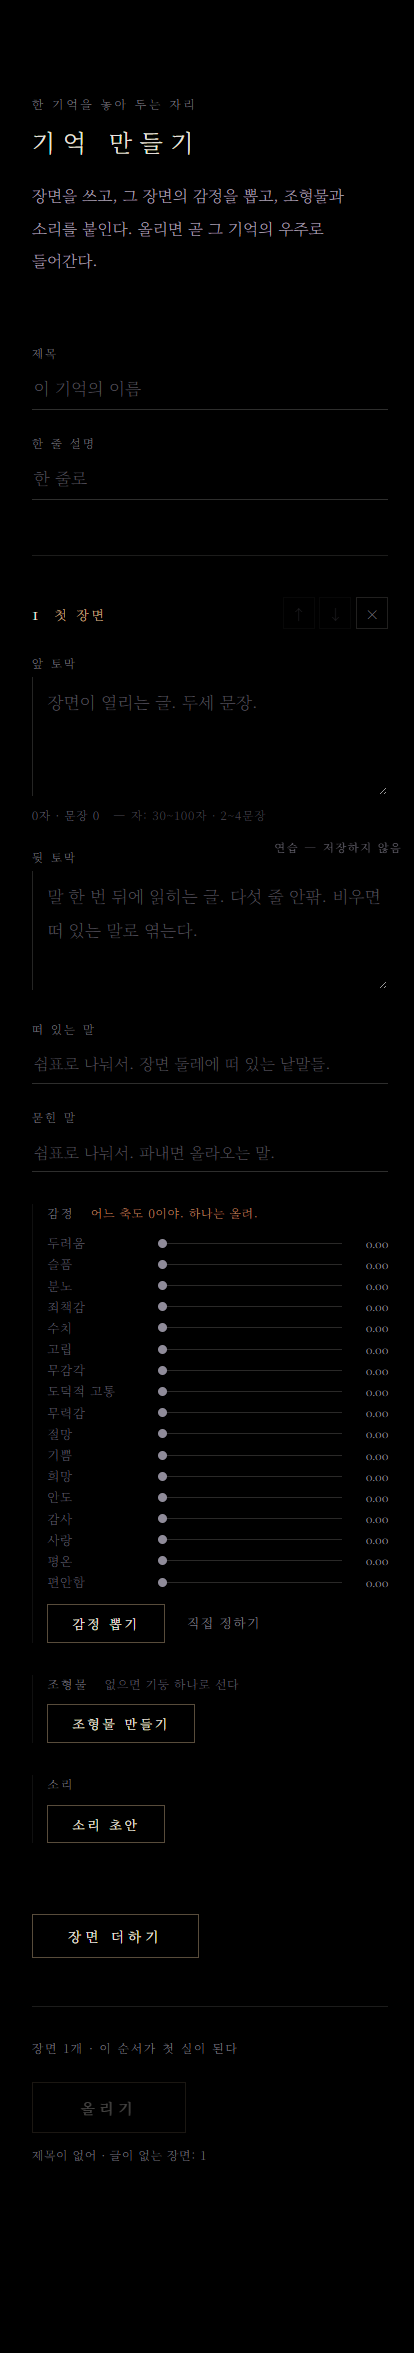 한 기억을 놓아 두는 자리
기억 만들기
장면을 쓰고, 그 장면의 감정을 뽑고, 조형물과
소리를 붙인다. 올리면 곧 그 기억의 우주로
들어간다.
제목
이 기억의 이름
한 줄 설명
한 줄로
1 첫 장면 ↑ ↓ ×
앞 토막
장면이 열리는 글. 두세 문장.
0자 · 문장 0 — 자: 30~100자 · 2~4문장
연습 — 저장하지 않음
뒷 토막
말 한 번 뒤에 읽히는 글. 다섯 줄 안팎. 비우면
떠 있는 말로 엮는다.
떠 있는 말
쉼표로 나눠서. 장면 둘레에 떠 있는 낱말들.
묻힌 말
쉼표로 나눠서. 파내면 올라오는 말.
감정 어느 축도 0이야. 하나는 올려.
두려움 0.00
슬픔 0.00
분노 0.00
죄책감 0.00
수치 0.00
고립 0.00
무감각 0.00
도덕적 고통 0.00
무력감 0.00
절망 0.00
기쁨 0.00
희망 0.00
안도 0.00
감사 0.00
사랑 0.00
평온 0.00
편안함 0.00
감정 뽑기 직접 정하기
조형물 없으면 기둥 하나로 선다
조형물 만들기
소리
소리 초안
장면 더하기
장면 1개 · 이 순서가 첫 실이 된다
올리기
제목이 없어 · 글이 없는 장면: 1